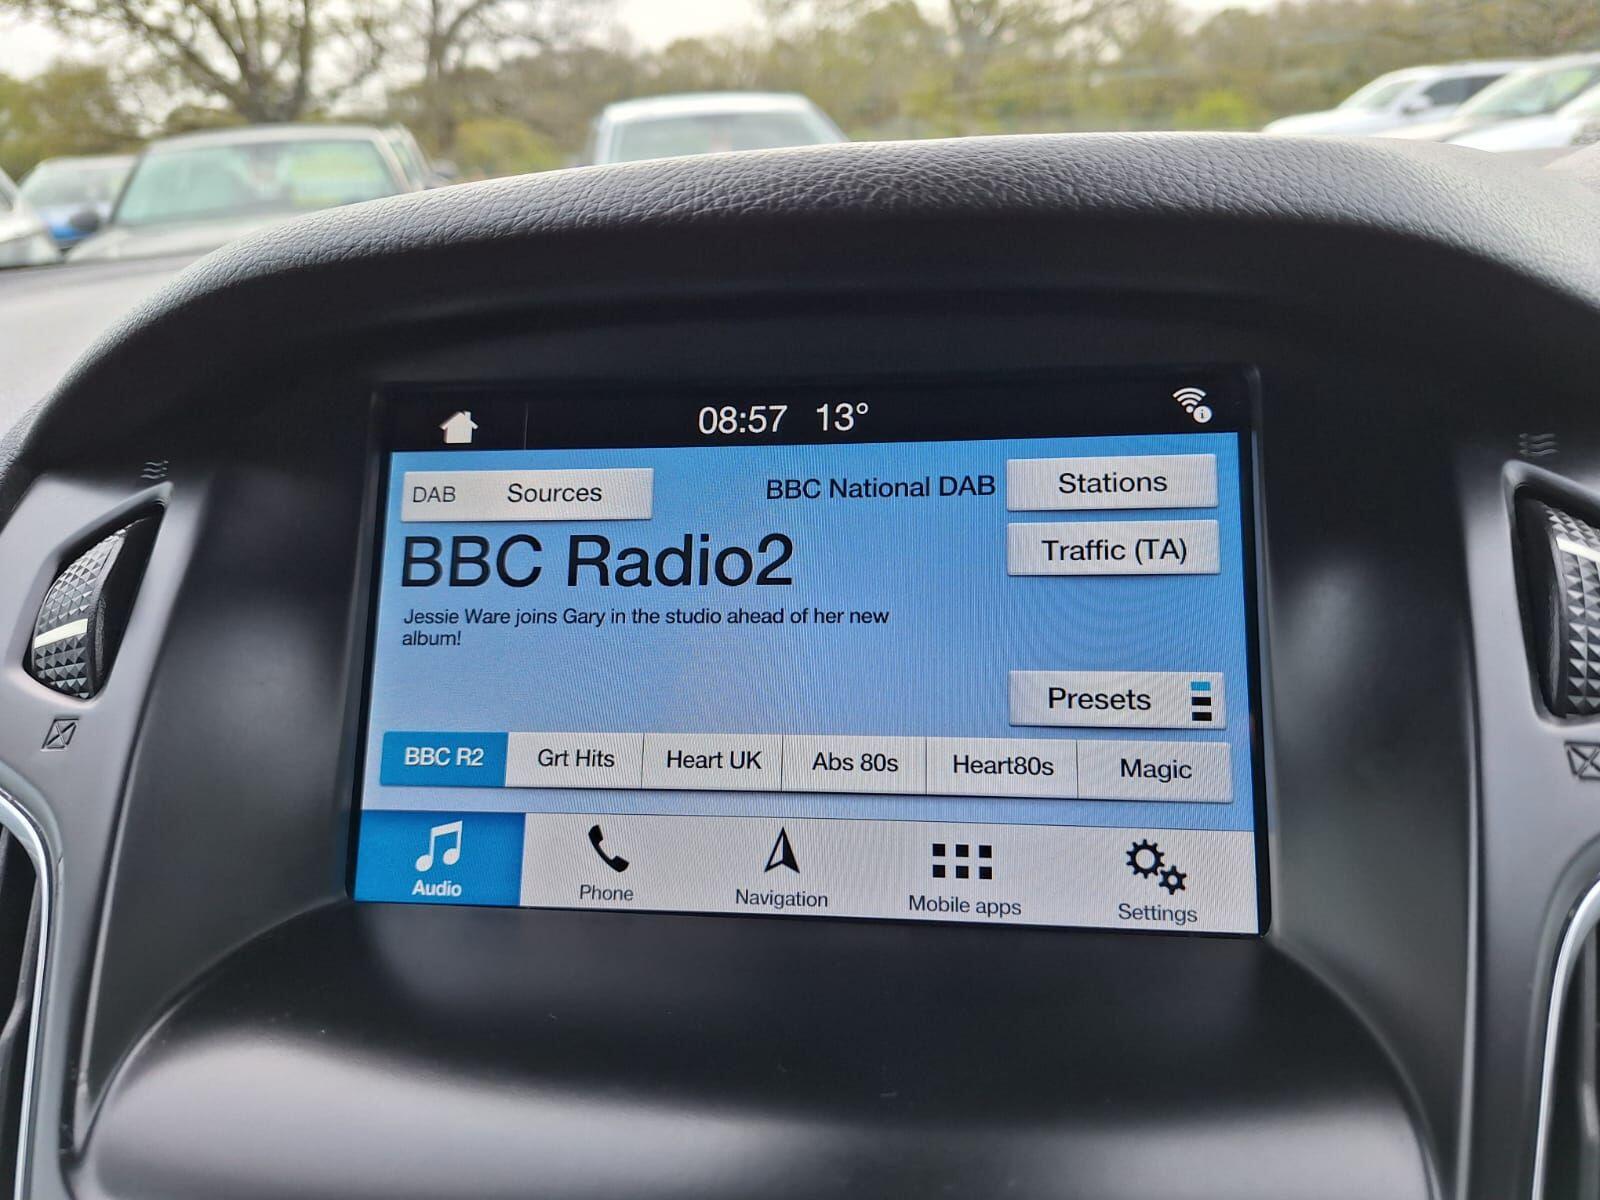 08:57 13°
DAB Sources
BBC National DAB
Stations
BBC Radio2
Traffic (TA)
Jessie Ware joins Gary in the studio ahead of her new
album!
Presets
BBC R2 Grt Hits Heart UK Abs 80s Heart80s Magic
Audio Phone Navigation Mobile apps Settings